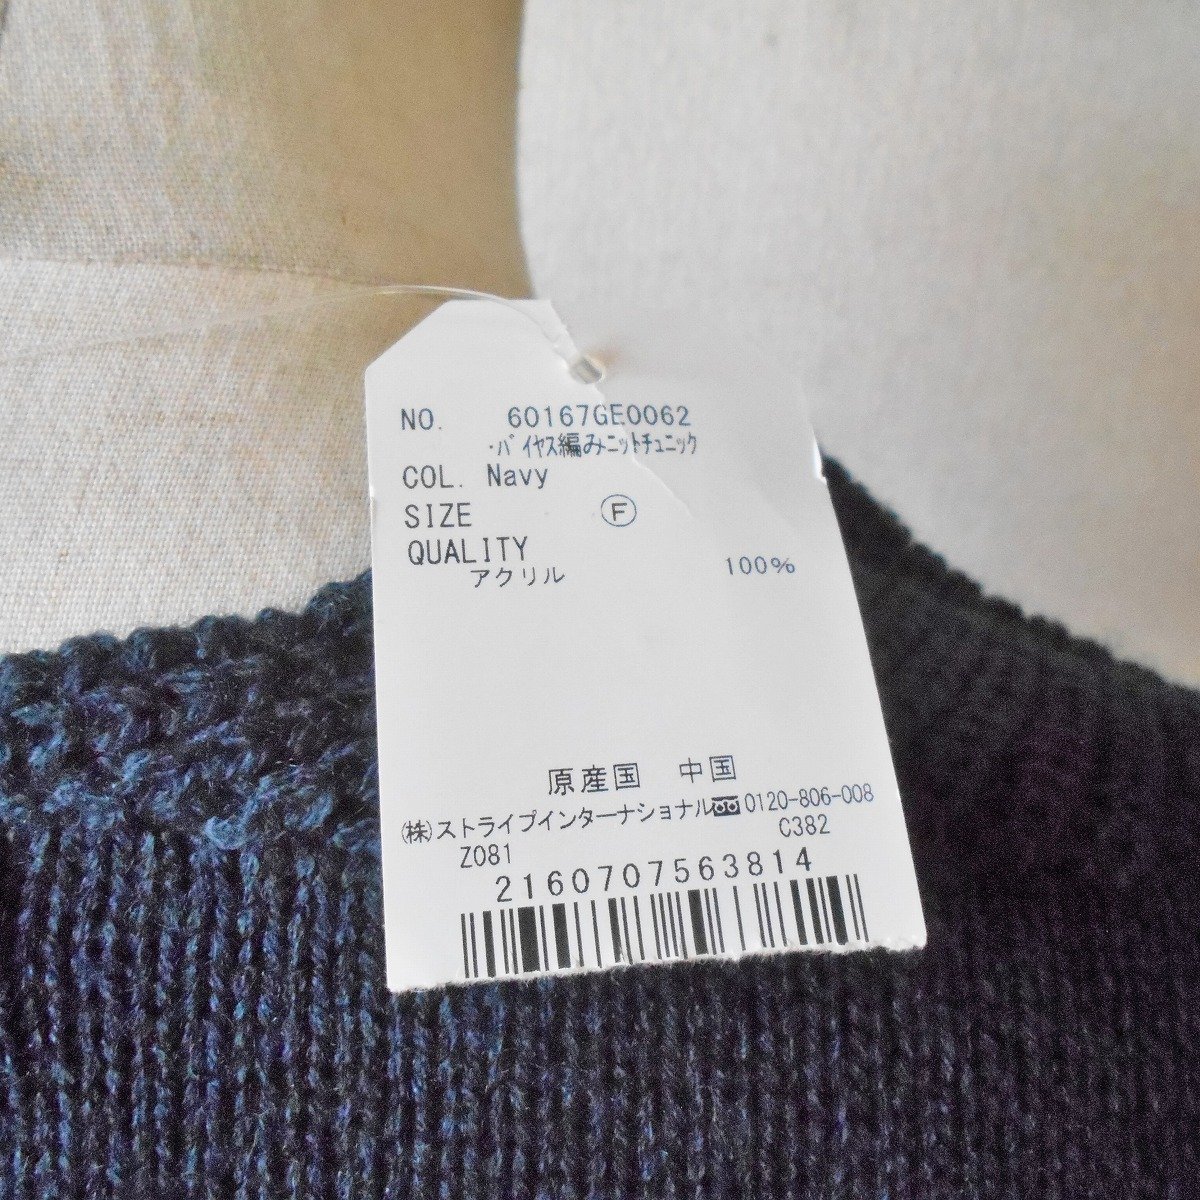 NO. 60167GE0062
・バイヤス編みニットチュニック
COL. Navy
SIZE F
QUALITY
アクリル 100%
原産国 中国
(株)ストライプインターナショナル 0120-806-008
Z081 C382
2160707563814